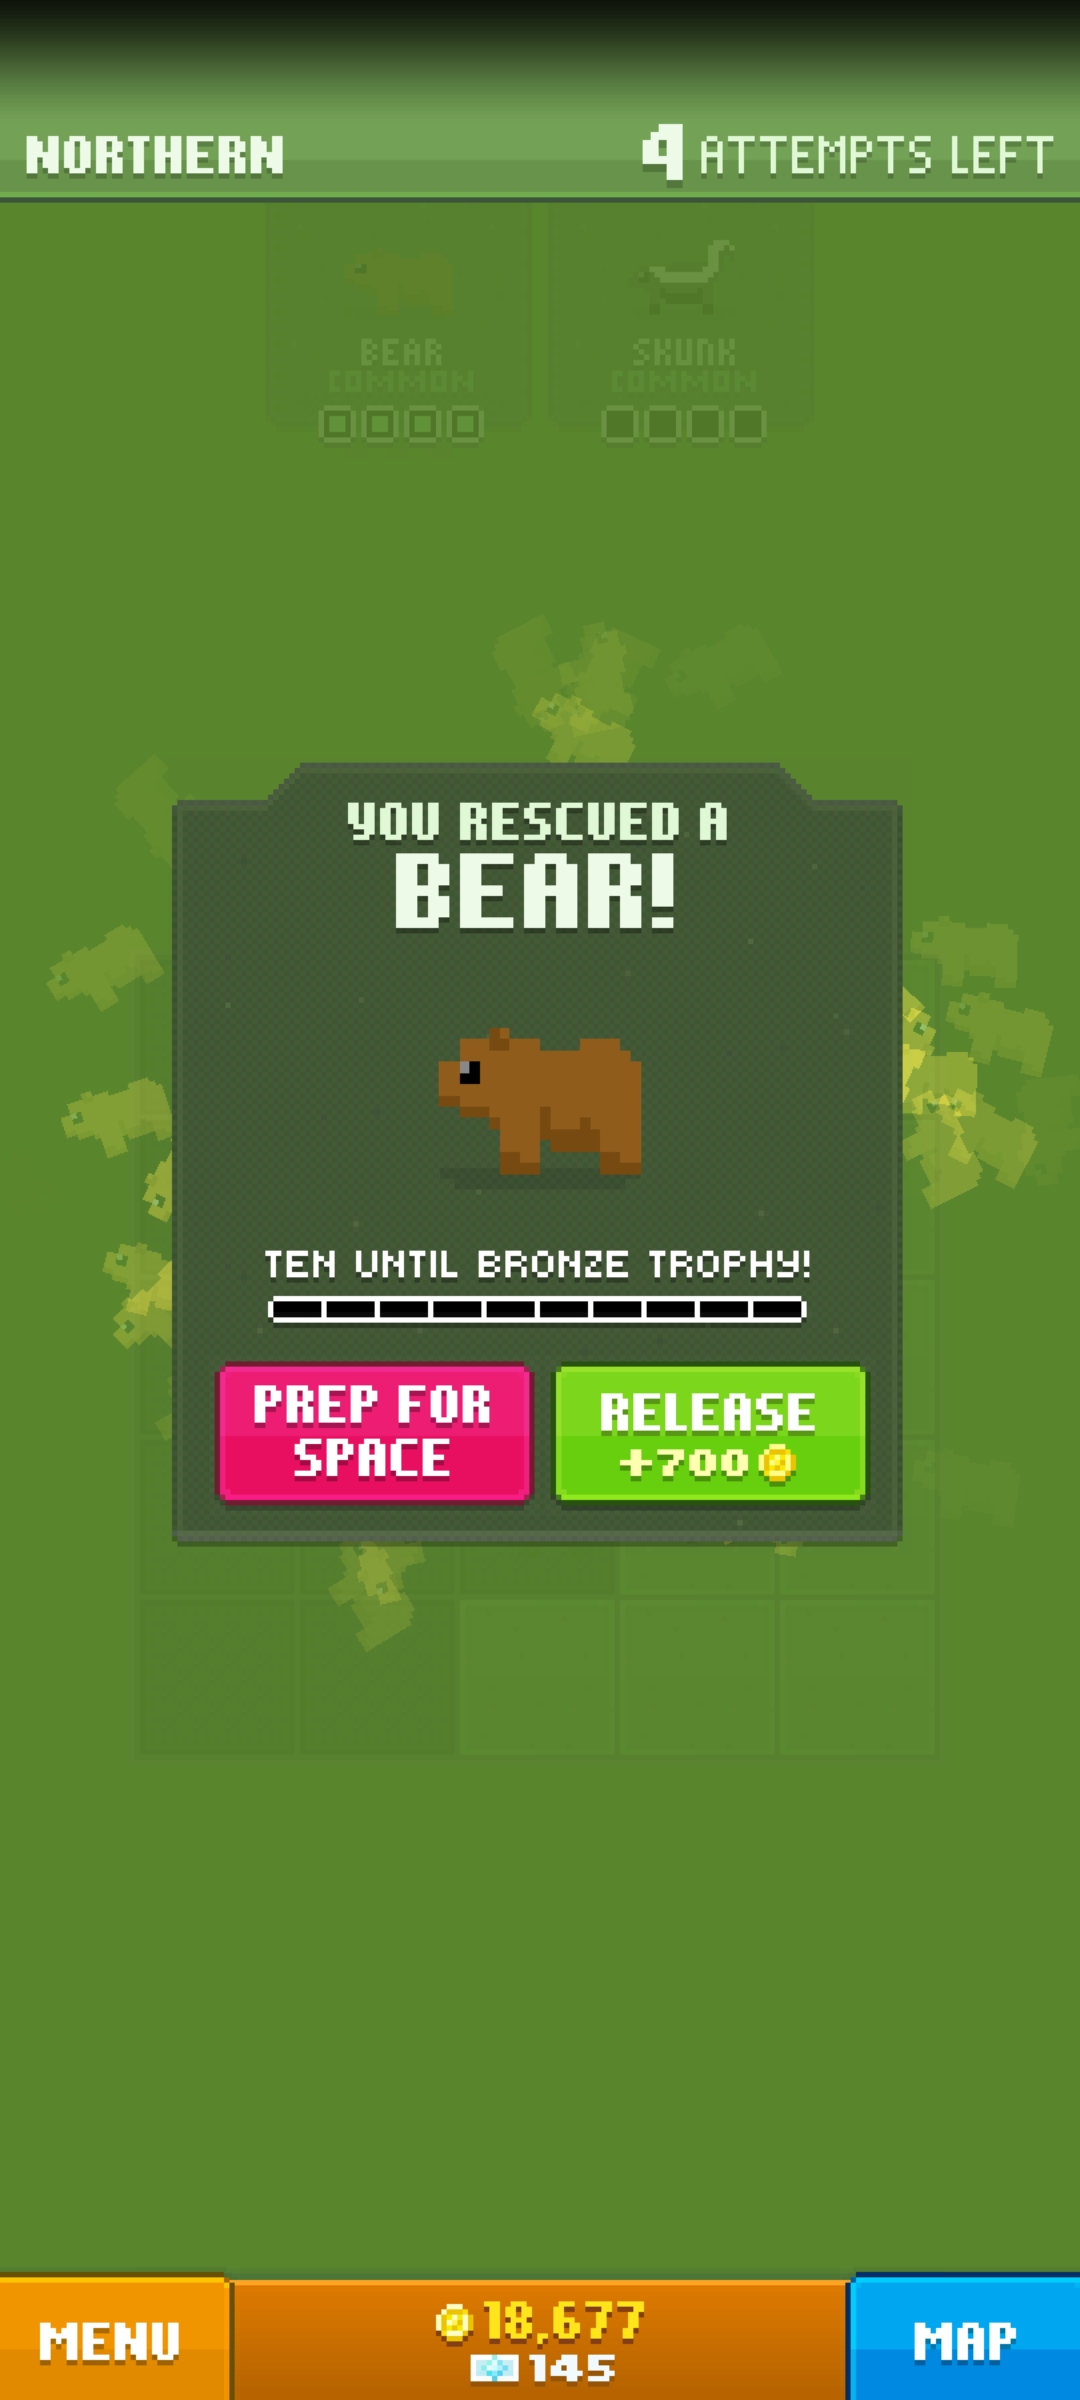 NORTHERN
4 ATTEMPTS LEFT
BEAR
COMMON
SKUNK
COMMON
YOU RESCUED A
BEAR!
TEN UNTIL BRONZE TROPHY!
PREP FOR
SPACE
RELEASE
+700
MENU
18,677
145
MAP